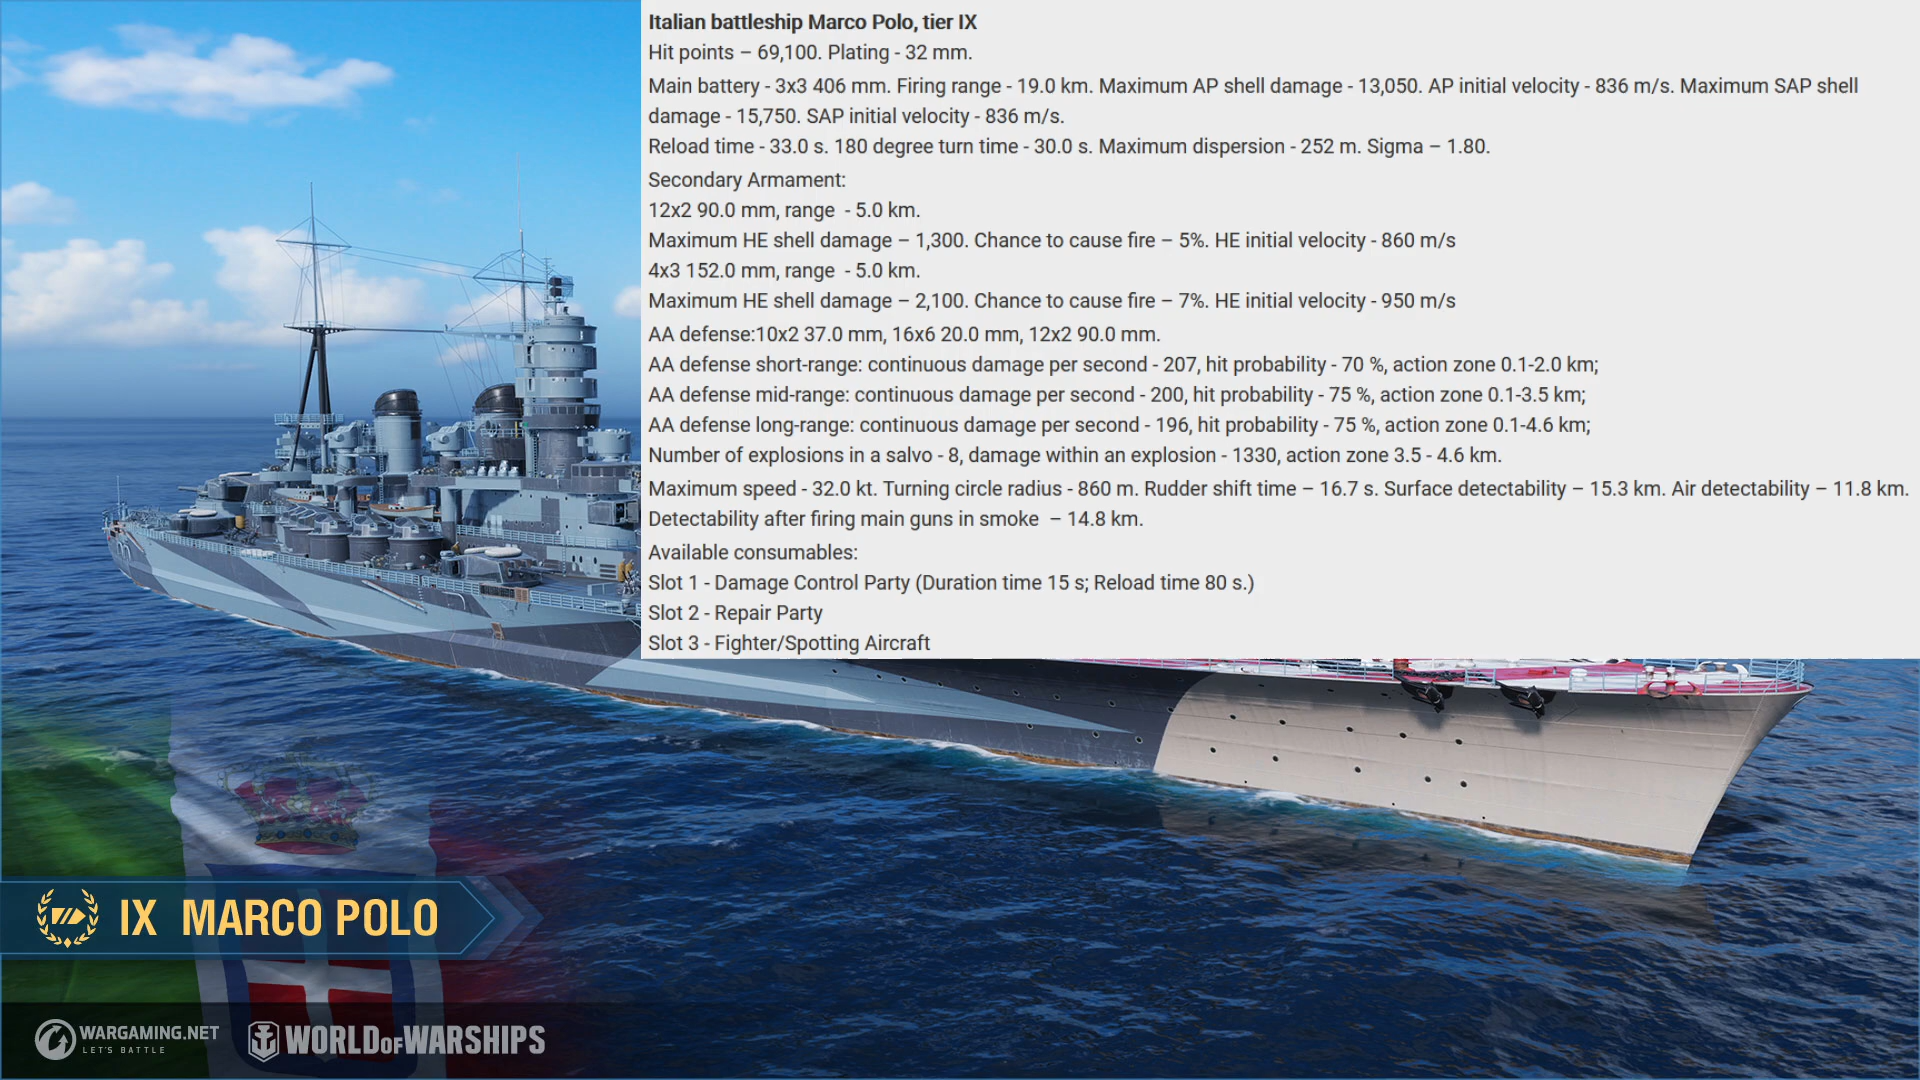 Italian battleship Marco Polo, tier IX
Hit points – 69,100. Plating - 32 mm.
Main battery - 3x3 406 mm. Firing range - 19.0 km. Maximum AP shell damage - 13,050. AP initial velocity - 836 m/s. Maximum SAP shell
damage - 15,750. SAP initial velocity - 836 m/s.
Reload time - 33.0 s. 180 degree turn time - 30.0 s. Maximum dispersion - 252 m. Sigma – 1.80.
Secondary Armament:
12x2 90.0 mm, range  - 5.0 km.
Maximum HE shell damage – 1,300. Chance to cause fire – 5%. HE initial velocity - 860 m/s
4x3 152.0 mm, range  - 5.0 km.
Maximum HE shell damage – 2,100. Chance to cause fire – 7%. HE initial velocity - 950 m/s
AA defense:10x2 37.0 mm, 16x6 20.0 mm, 12x2 90.0 mm.
AA defense short-range: continuous damage per second - 207, hit probability - 70 %, action zone 0.1-2.0 km;
AA defense mid-range: continuous damage per second - 200, hit probability - 75 %, action zone 0.1-3.5 km;
AA defense long-range: continuous damage per second - 196, hit probability - 75 %, action zone 0.1-4.6 km;
Number of explosions in a salvo - 8, damage within an explosion - 1330, action zone 3.5 - 4.6 km.
Maximum speed - 32.0 kt. Turning circle radius - 860 m. Rudder shift time – 16.7 s. Surface detectability – 15.3 km. Air detectability – 11.8 km.
Detectability after firing main guns in smoke  – 14.8 km.
Available consumables:
Slot 1 - Damage Control Party (Duration time 15 s; Reload time 80 s.)
Slot 2 - Repair Party
Slot 3 - Fighter/Spotting Aircraft
IX MARCO POLO
WARGAMING.NET
LET'S BATTLE
WORLD OF WARSHIPS